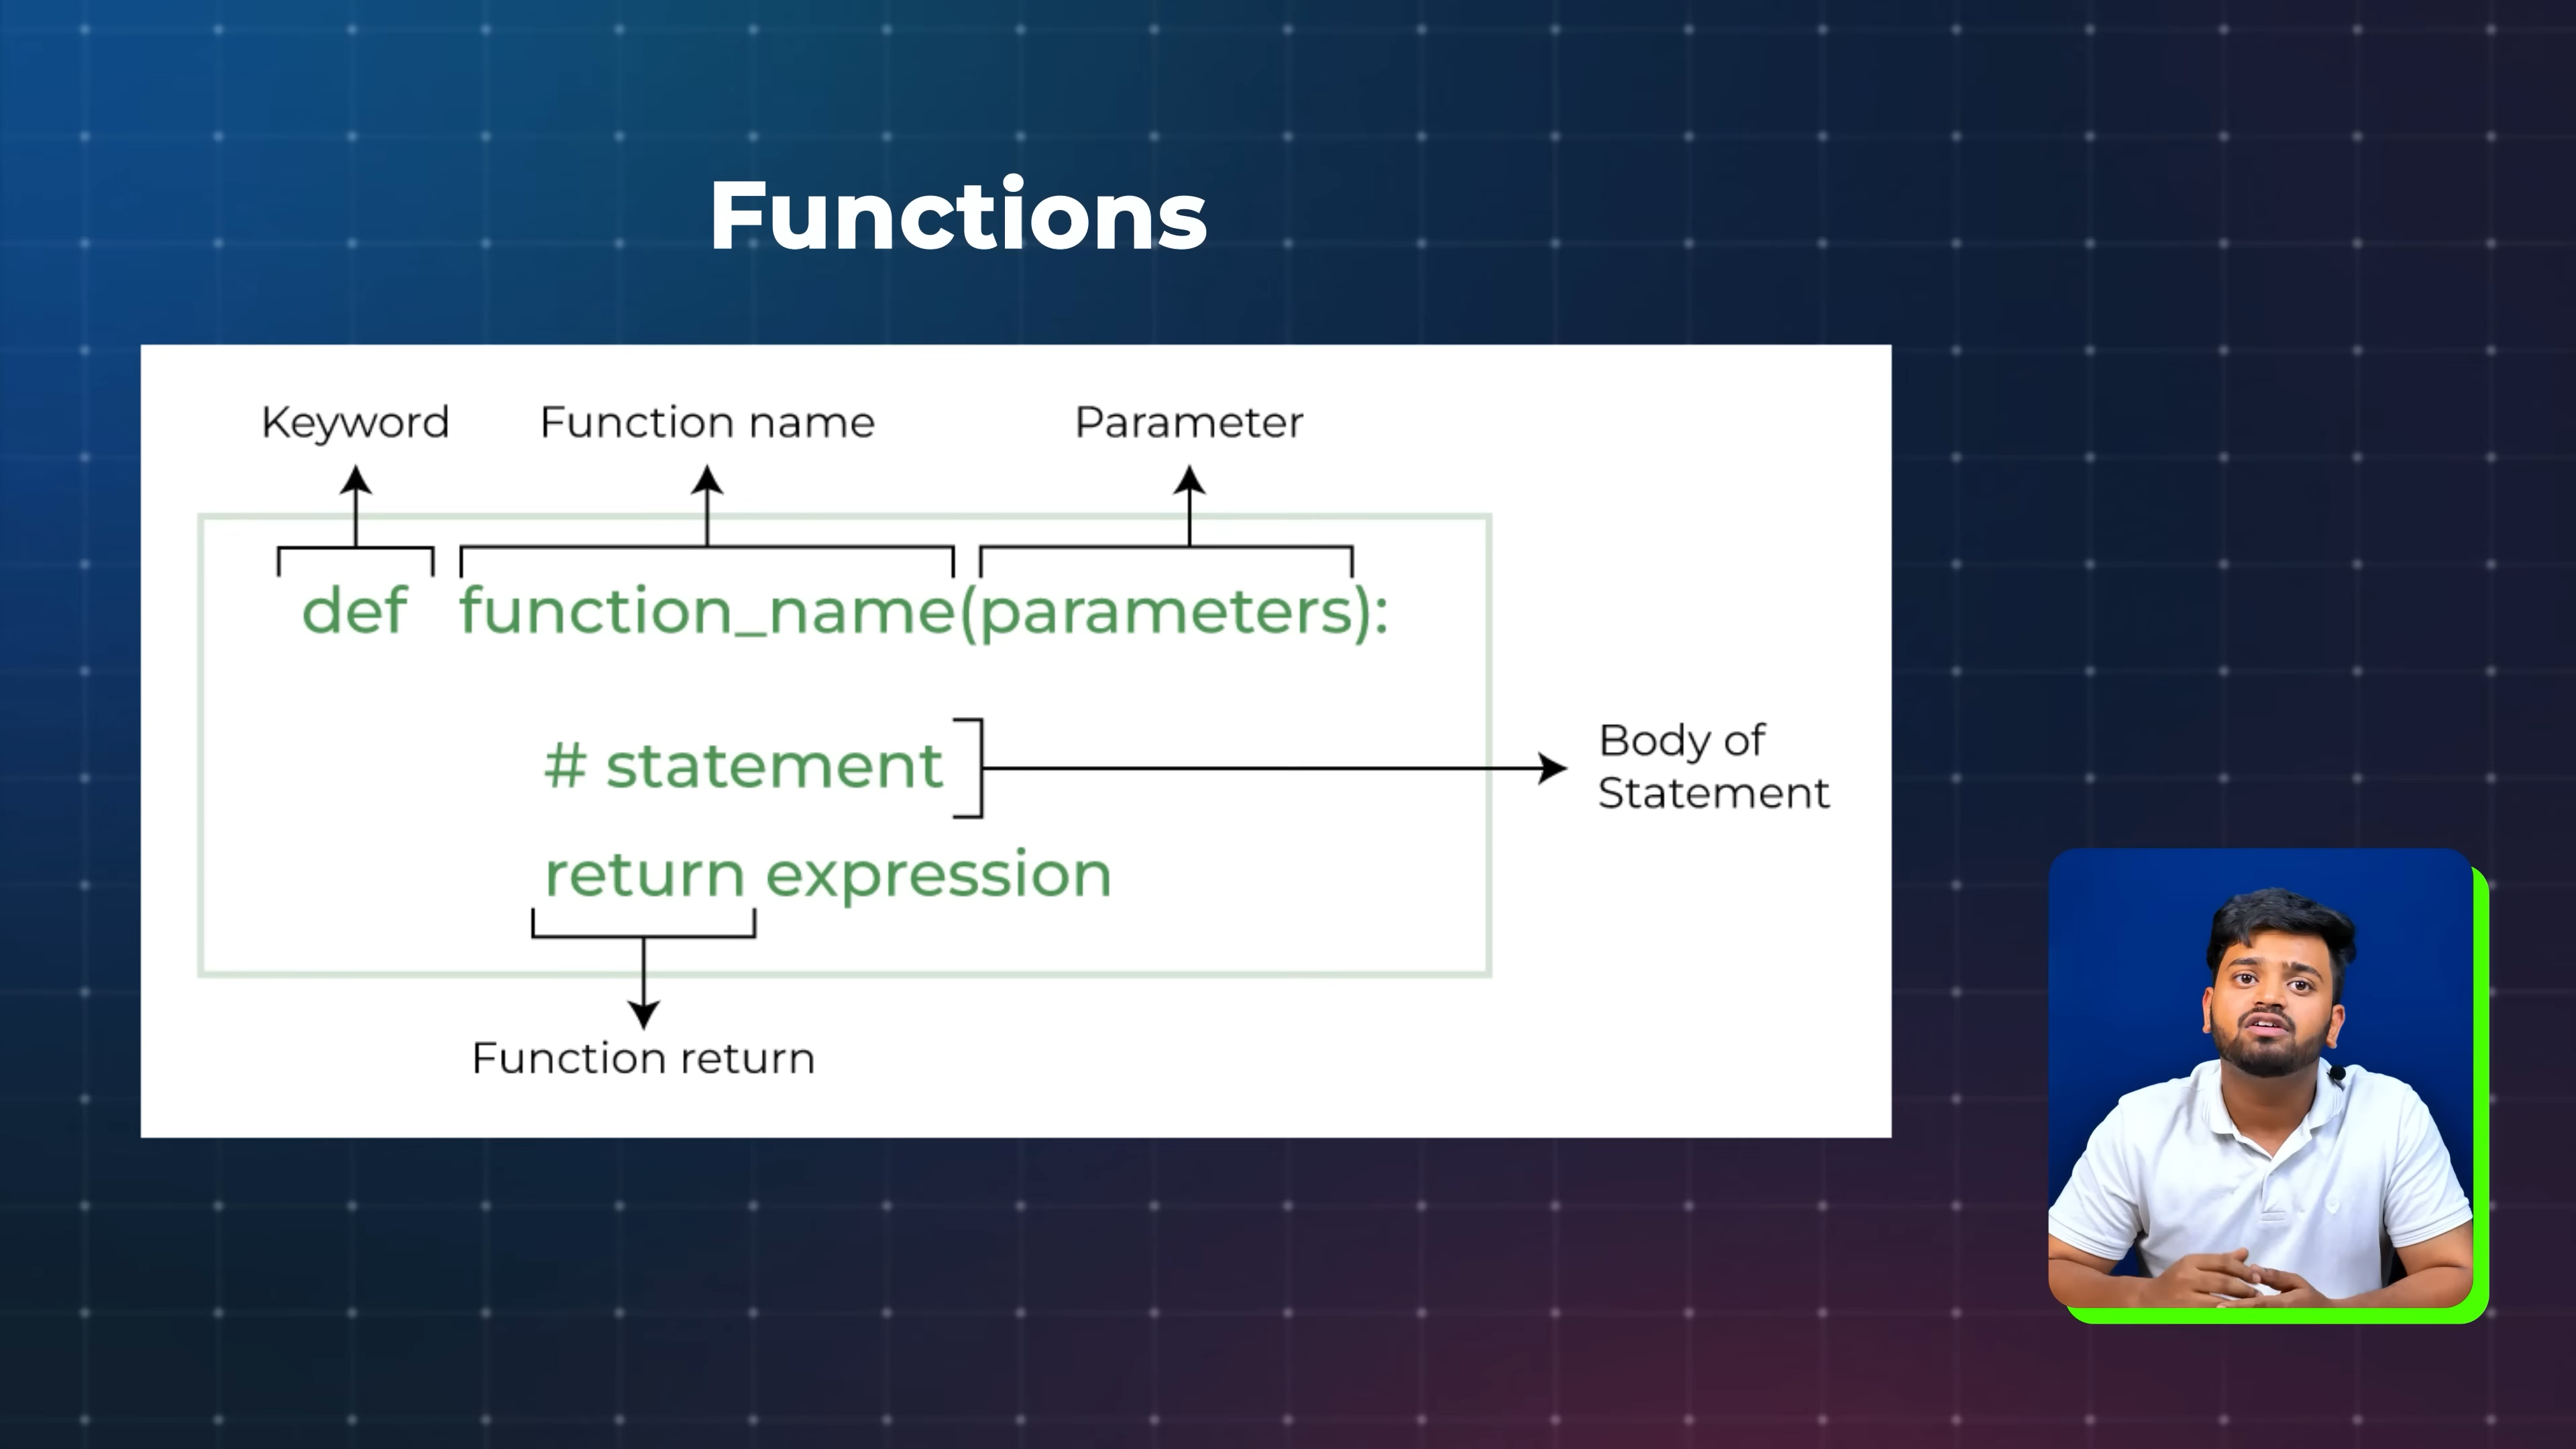 Functions
Keyword Function name Parameter
def function_name(parameters):
# statement
Body of
Statement
return expression
Function return